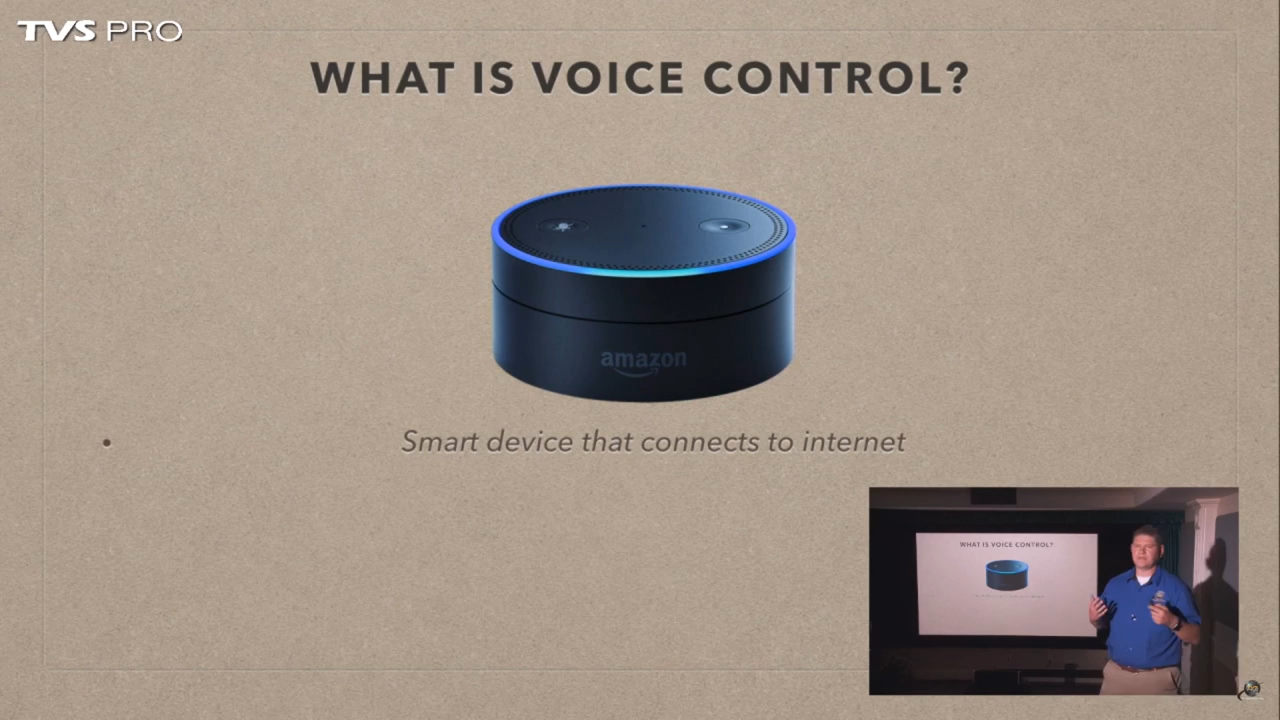 TVS PRO
WHAT IS VOICE CONTROL?
amazon
• Smart device that connects to internet
WHAT IS VOICE CONTROL?